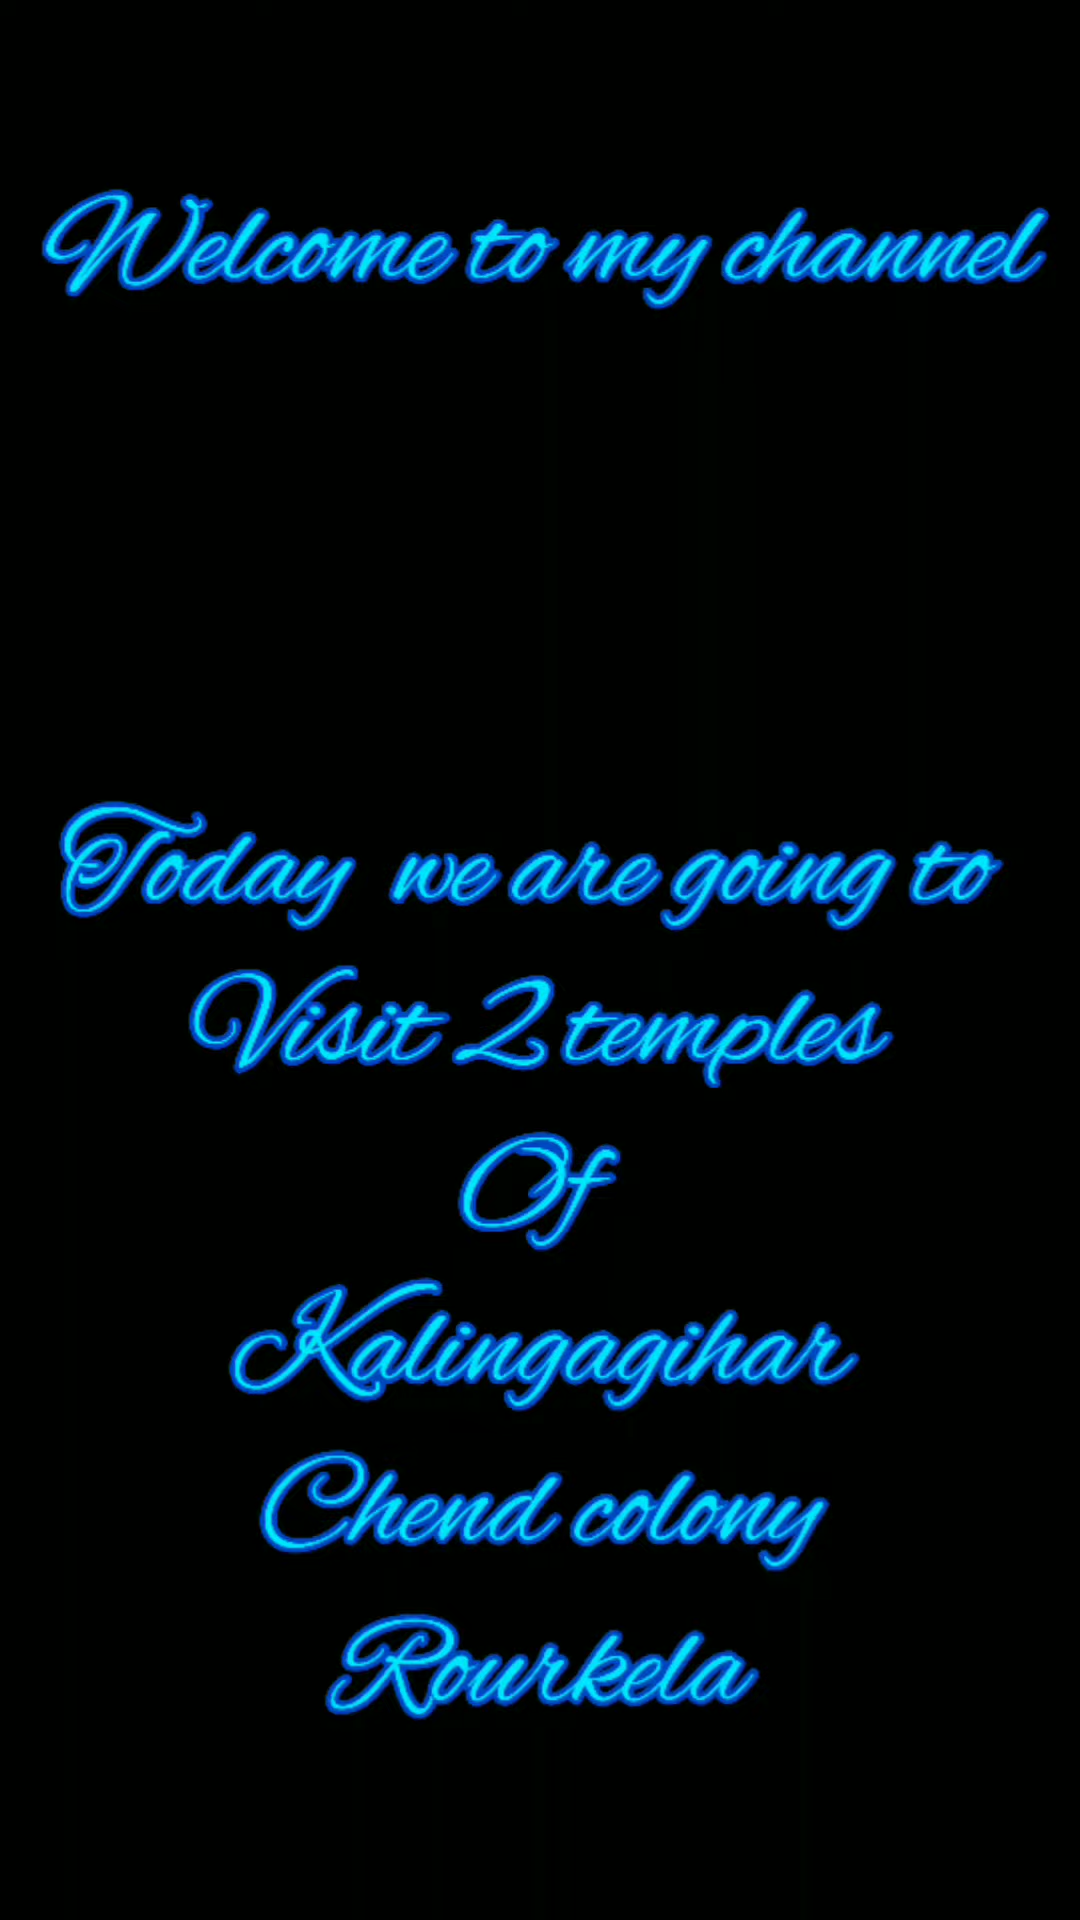 Welcome to my channel
Today we are going to
Visit 2 temples
Of
Kalingagihar
Chend colony
Rourkela